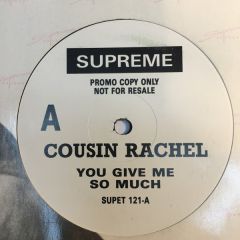 SUPREME
PROMO COPY ONLY
NOT FOR RESALE
A
COUSIN RACHEL
YOU GIVE ME
SO MUCH
SUPET 121-A